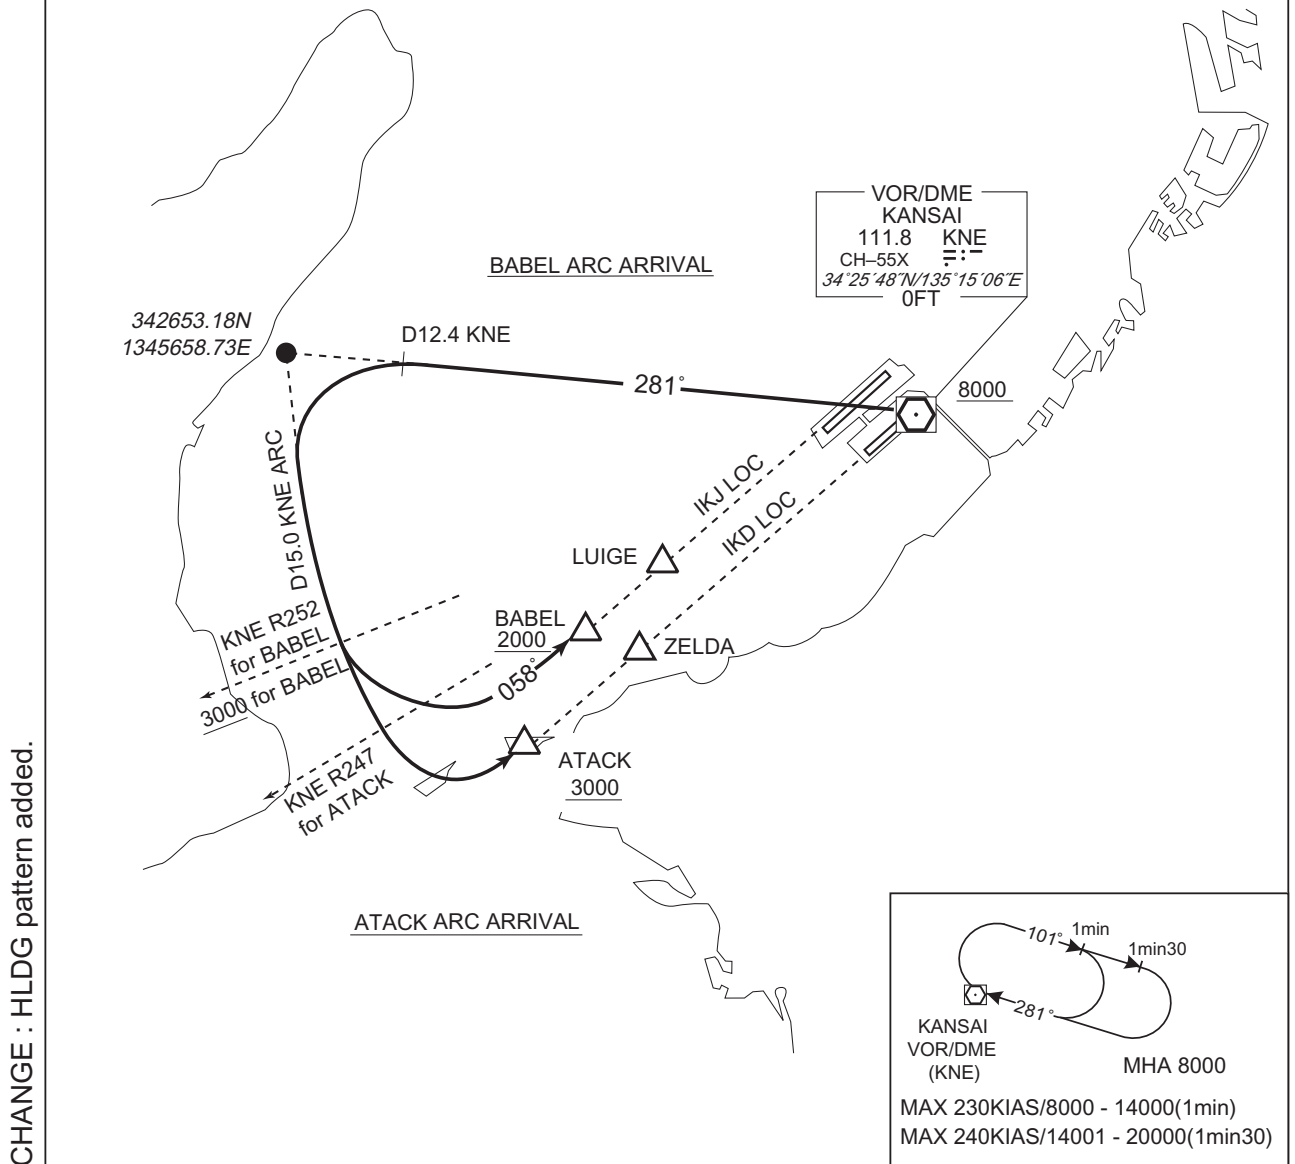 VOR/DME
KANSAI
111.8 KNE
CH–55X
34°25´48˝N/135°15´06˝E
0FT
BABEL ARC ARRIVAL
342653.18N
1345658.73E
D12.4 KNE
281°
8000
D15.0 KNE ARC
IKJ LOC
IKD LOC
LUIGE
BABEL
2000
ZELDA
KNE R252
for BABEL
3000 for BABEL
058°
KNE R247
for ATACK
ATACK
3000
ATACK ARC ARRIVAL
CHANGE : HLDG pattern added.
101°
1min
1min30
281°
KANSAI
VOR/DME
(KNE)
MHA 8000
MAX 230KIAS/8000 - 14000(1min)
MAX 240KIAS/14001 - 20000(1min30)